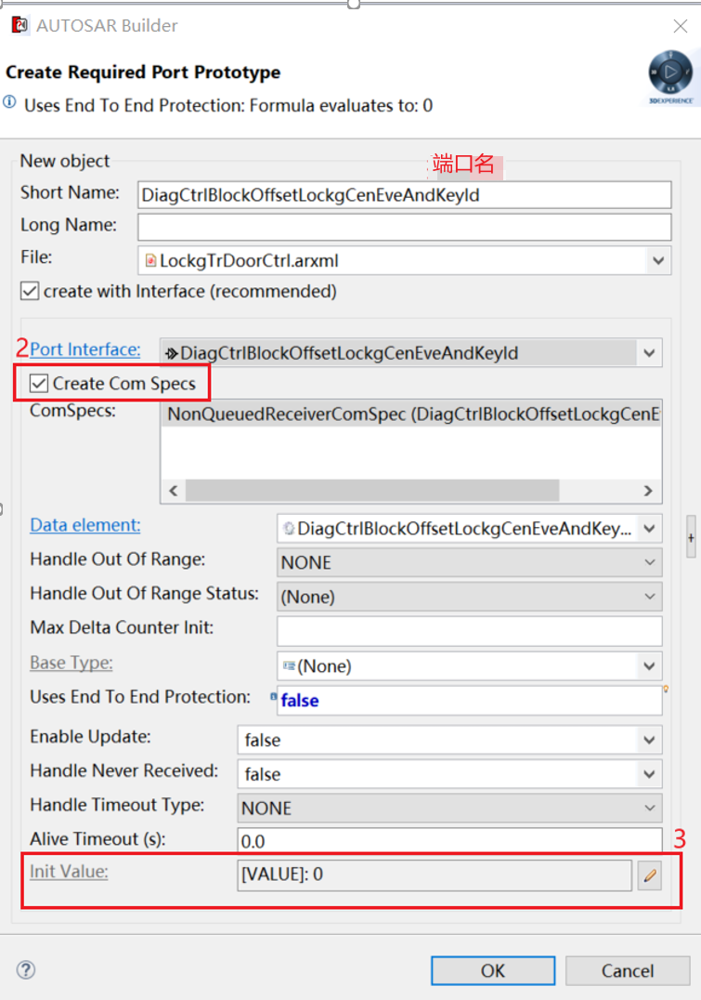 AUTOSAR Builder
Create Required Port Prototype
Uses End To End Protection: Formula evaluates to: 0
3DEXPERIENCE
New object
端口名
Short Name: DiagCtrlBlockOffsetLockgCenEveAndKeyId
Long Name:
File: LockgTrDoorCtrl.arxml
create with Interface (recommended)
2 Port Interface: DiagCtrlBlockOffsetLockgCenEveAndKeyId
Create Com Specs
ComSpecs: NonQueuedReceiverComSpec (DiagCtrlBlockOffsetLockgCenE
Data element: DiagCtrlBlockOffsetLockgCenEveAndKey...
Handle Out Of Range: NONE
Handle Out Of Range Status: (None)
Max Delta Counter Init:
Base Type: (None)
Uses End To End Protection: false
Enable Update: false
Handle Never Received: false
Handle Timeout Type: NONE
Alive Timeout (s): 0.0
3
Init Value: [VALUE]: 0
OK Cancel